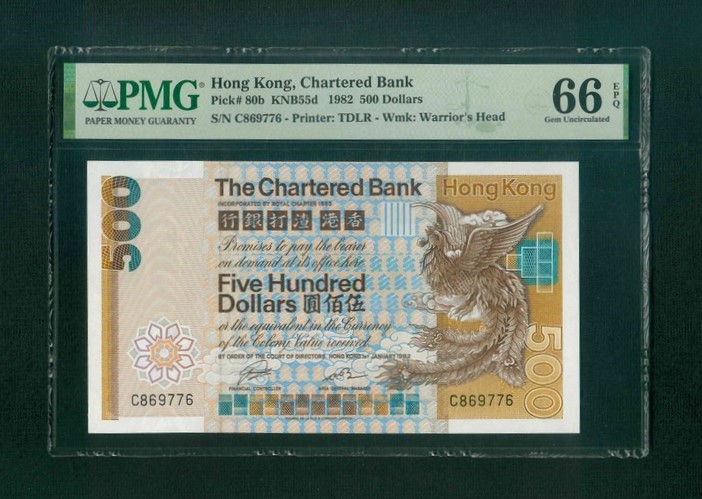 PMG
PAPER MONEY GUARANTY
Hong Kong, Chartered Bank
Pick# 80b KNB55d 1982 500 Dollars
S/N C869776 - Printer: TDLR - Wmk: Warrior's Head
66 EPQ
Gem Uncirculated
500
The Chartered Bank
INCORPORATED BY ROYAL CHARTER 1853
行銀打渣港香
Promises to pay the bearer
on demand at its office here
Five Hundred
Dollars 圓佰伍
or the equivalent in the Currency
of the Colony, Value received.
BY ORDER OF THE COURT OF DIRECTORS, HONG KONG 1st JANUARY 1982
FINANCIAL CONTROLLER
C869776
Hong Kong
500
C869776